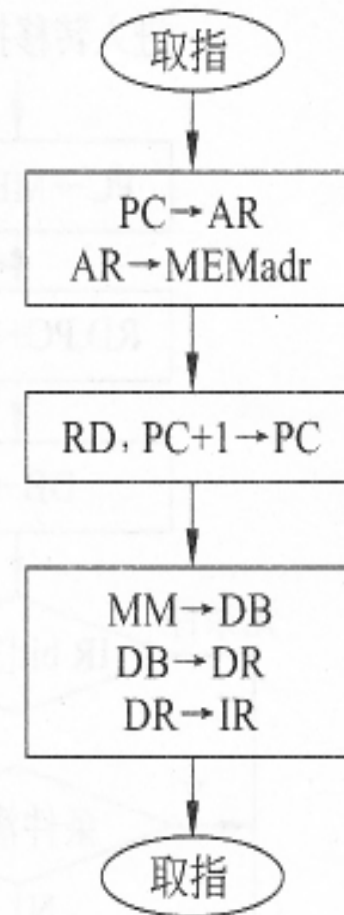 取指
PC→AR
AR→MEMadr
RD, PC+1→PC
MM→DB
DB→DR
DR→IR
取指